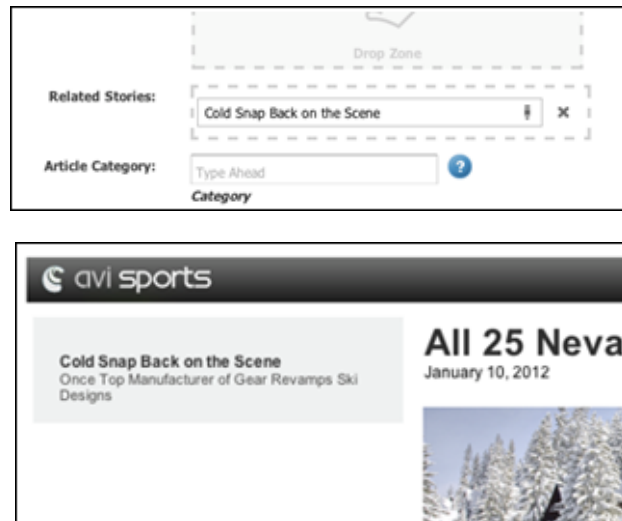 Drop Zone
Related Stories:
Cold Snap Back on the Scene
Article Category:
Type Ahead
?
Category
avi sports
Cold Snap Back on the Scene
Once Top Manufacturer of Gear Revamps Ski
Designs
All 25 Neva
January 10, 2012